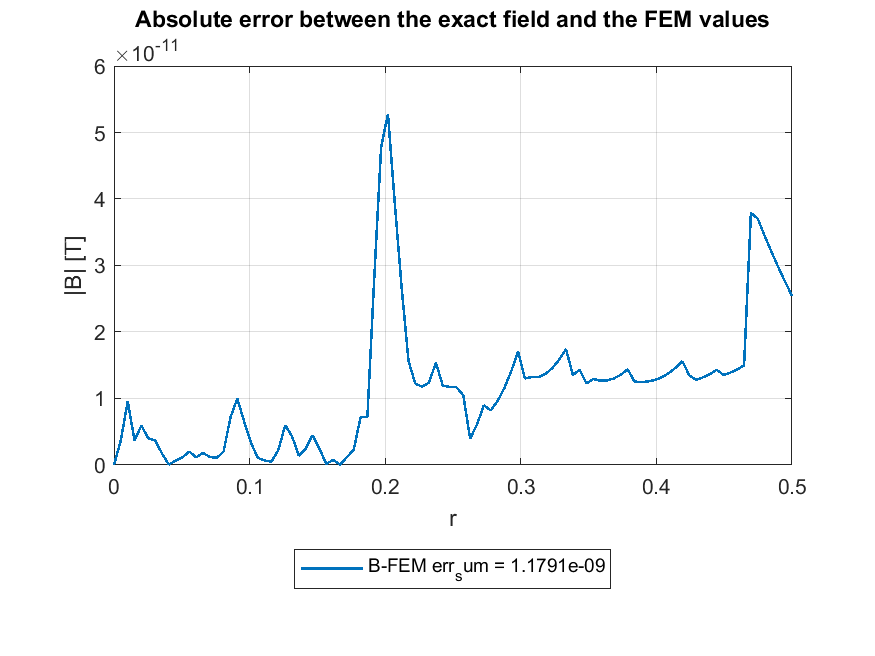 Absolute error between the exact field and the FEM values
×10⁻¹¹
6
5
4
3
2
1
0
|B| [T]
0 0.1 0.2 0.3 0.4 0.5
r
B-FEM errₛum = 1.1791e-09